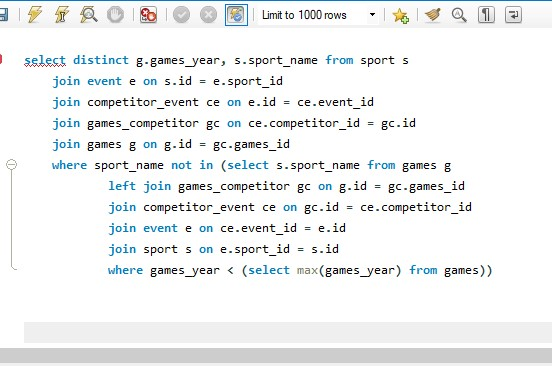 Limit to 1000 rows
select distinct g.games_year, s.sport_name from sport s
join event e on s.id = e.sport_id
join competitor_event ce on e.id = ce.event_id
join games_competitor gc on ce.competitor_id = gc.id
join games g on g.id = gc.games_id
where sport_name not in (select s.sport_name from games g
left join games_competitor gc on g.id = gc.games_id
join competitor_event ce on gc.id = ce.competitor_id
join event e on ce.event_id = e.id
join sport s on e.sport_id = s.id
where games_year < (select max(games_year) from games))